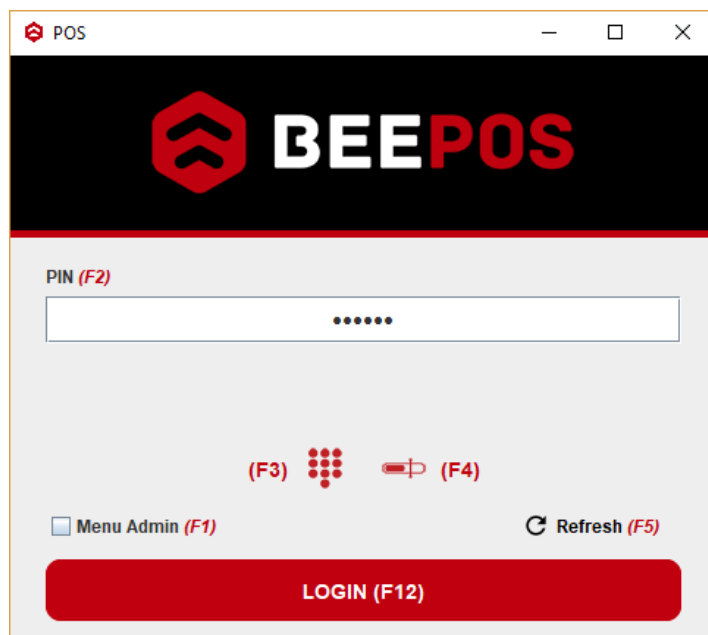 POS
BEEPOS
PIN (F2)
••••••
(F3) (F4)
Menu Admin (F1) Refresh (F5)
LOGIN (F12)